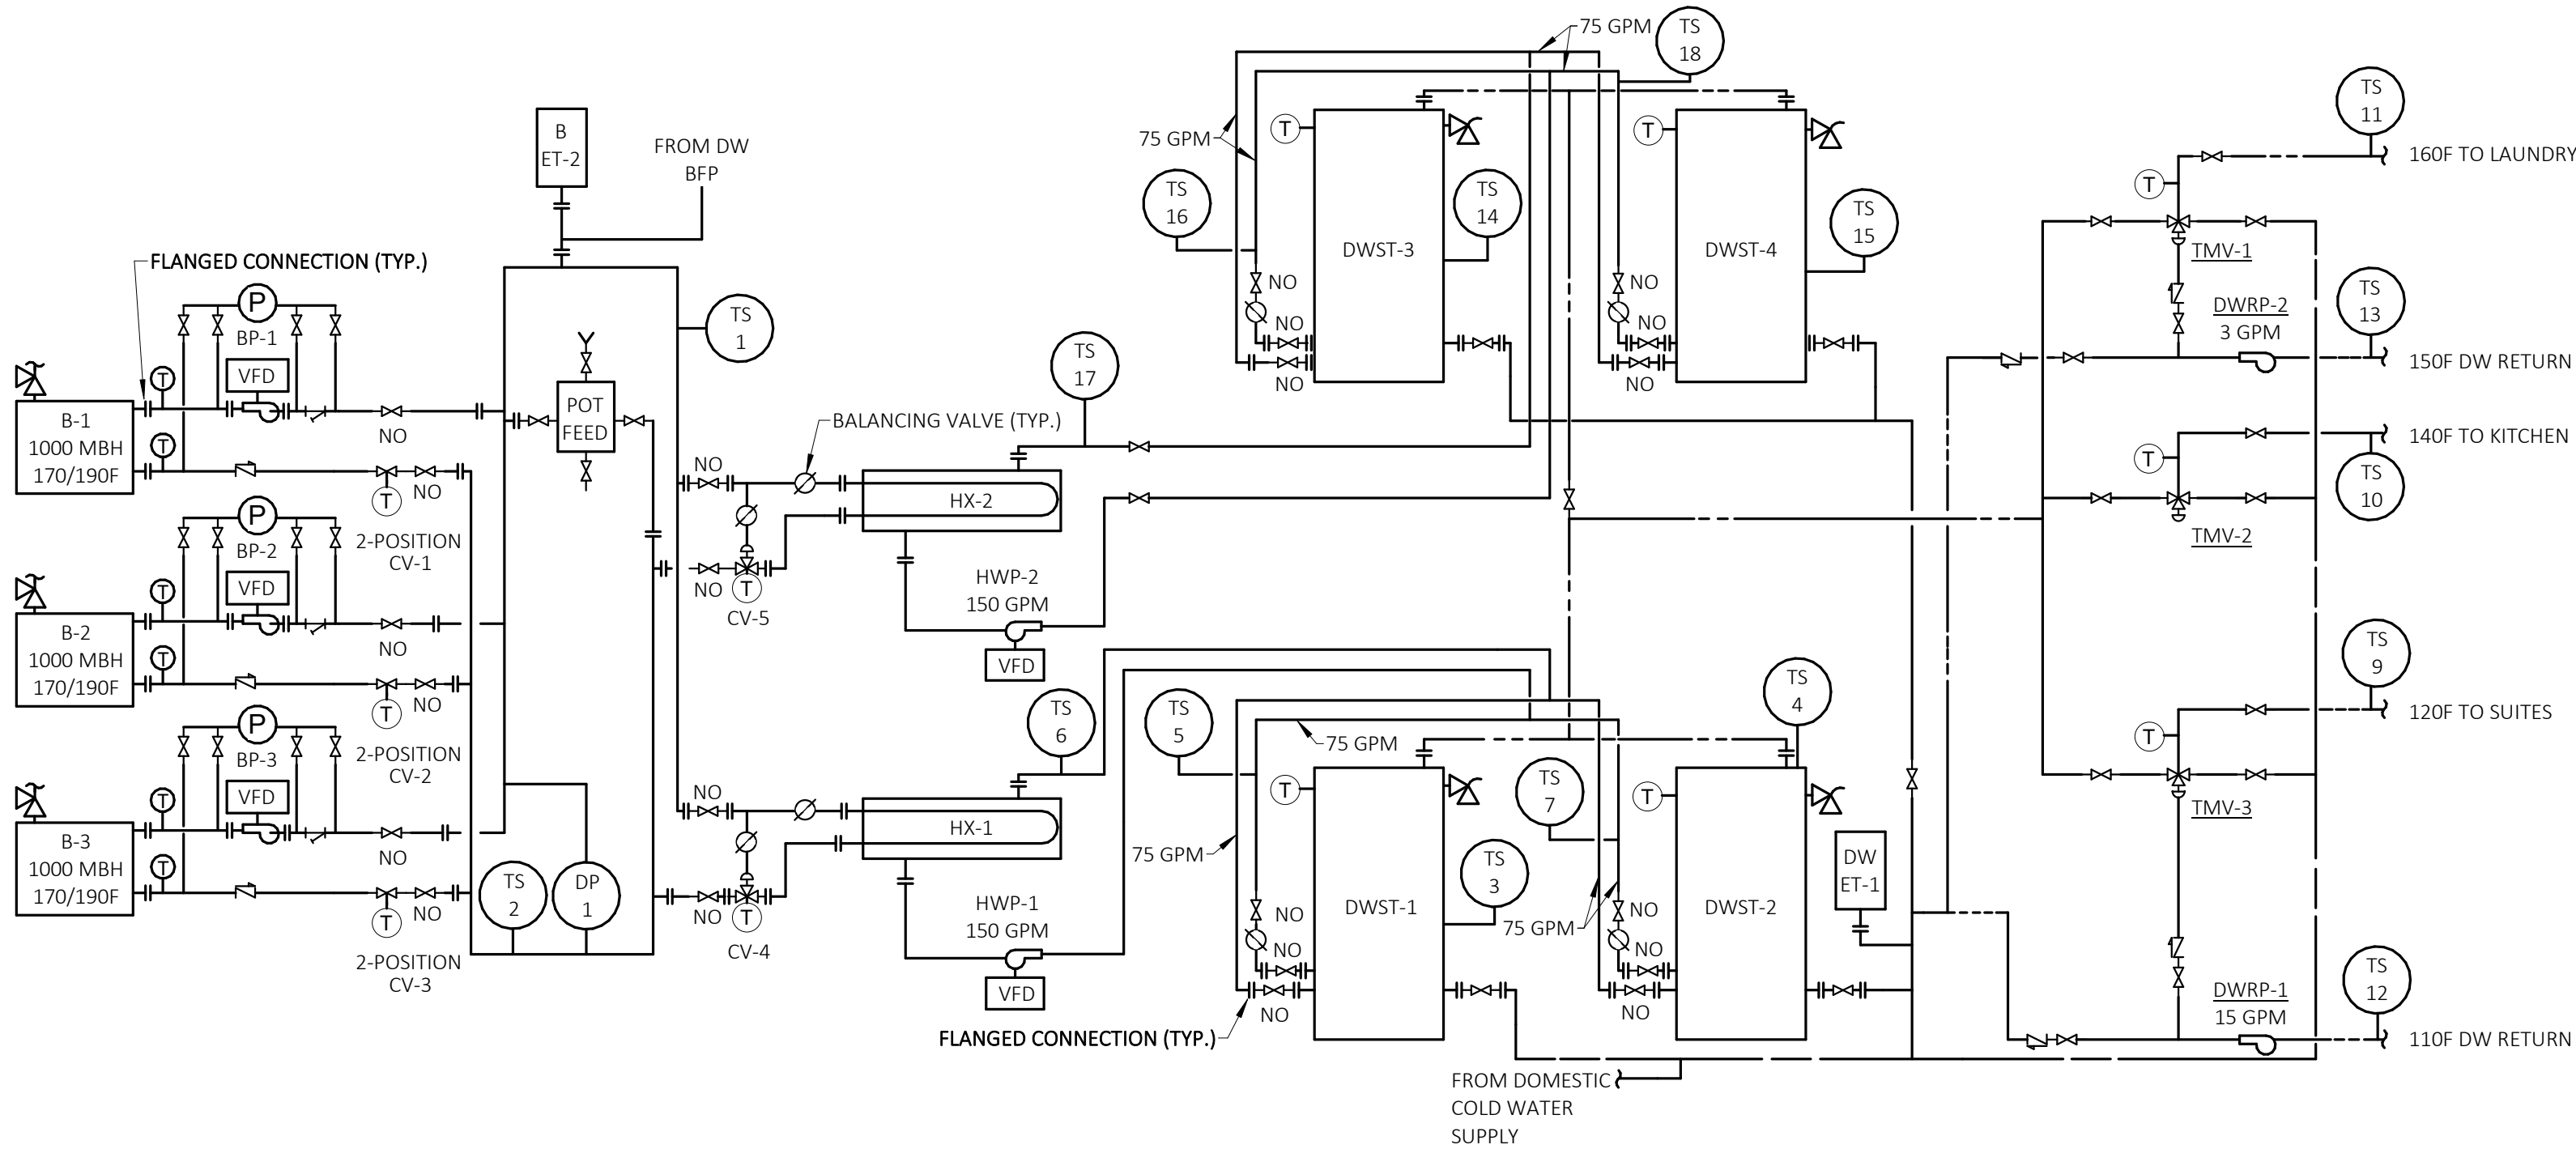 75 GPM
TS
18
TS
11
B
ET-2
FROM DW
BFP
75 GPM
T
T
160F TO LAUNDRY
TS
16
TS
14
TS
15
T
DWST-3
DWST-4
TMV-1
FLANGED CONNECTION (TYP.)
P
BP-1
TS
1
NO
NO
NO
NO
NO
NO
DWRP-2
3 GPM
TS
13
150F DW RETURN
VFD
T
T
B-1
1000 MBH
170/190F
NO
T
NO
2-POSITION
CV-1
POT
FEED
TS
17
BALANCING VALVE (TYP.)
NO
HX-2
NO
T
CV-5
HWP-2
150 GPM
VFD
140F TO KITCHEN
T
TS
10
TMV-2
P
BP-2
VFD
T
T
B-2
1000 MBH
170/190F
NO
T
NO
2-POSITION
CV-2
TS
6
TS
5
TS
4
TS
9
120F TO SUITES
75 GPM
T
TS
7
T
T
TMV-3
P
BP-3
VFD
T
T
B-3
1000 MBH
170/190F
NO
T
NO
2-POSITION
CV-3
TS
2
DP
1
NO
HX-1
NO
T
CV-4
HWP-1
150 GPM
VFD
75 GPM
TS
3
DWST-1
DWST-2
DW
ET-1
75 GPM
NO
NO
NO
NO
NO
NO
FLANGED CONNECTION (TYP.)
DWRP-1
15 GPM
TS
12
110F DW RETURN
FROM DOMESTIC
COLD WATER
SUPPLY